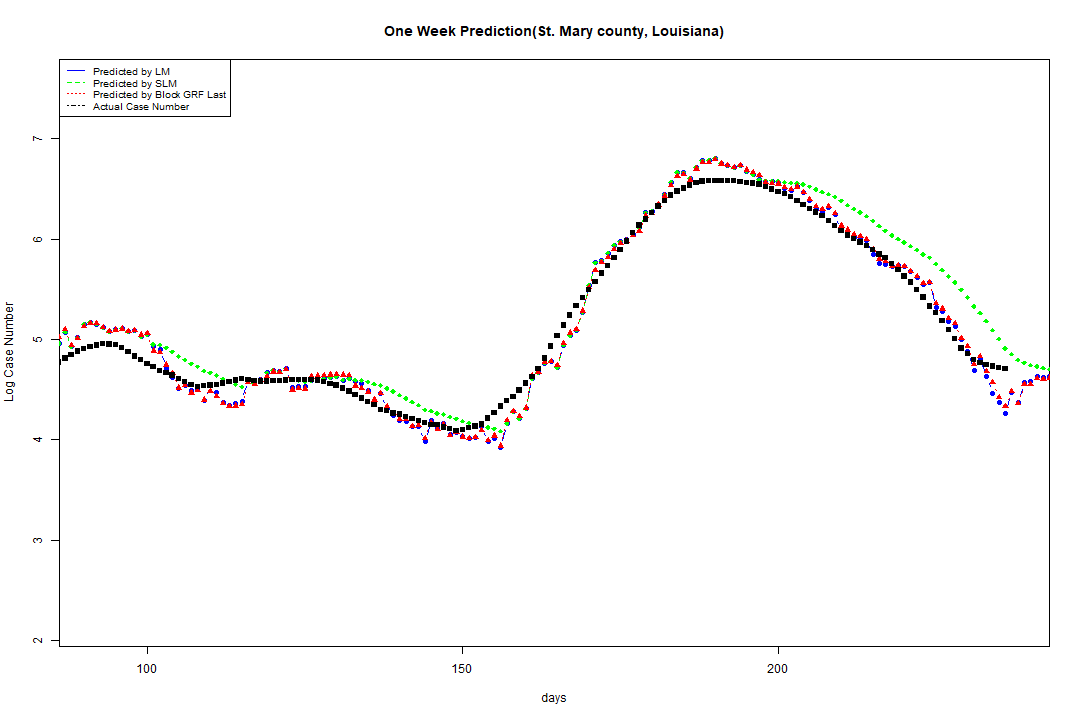 One Week Prediction(St. Mary county, Louisiana)
Predicted by LM
Predicted by SLM
Predicted by Block GRF Last
Actual Case Number
7
6
5
4
3
2
Log Case Number
100 150 200
days